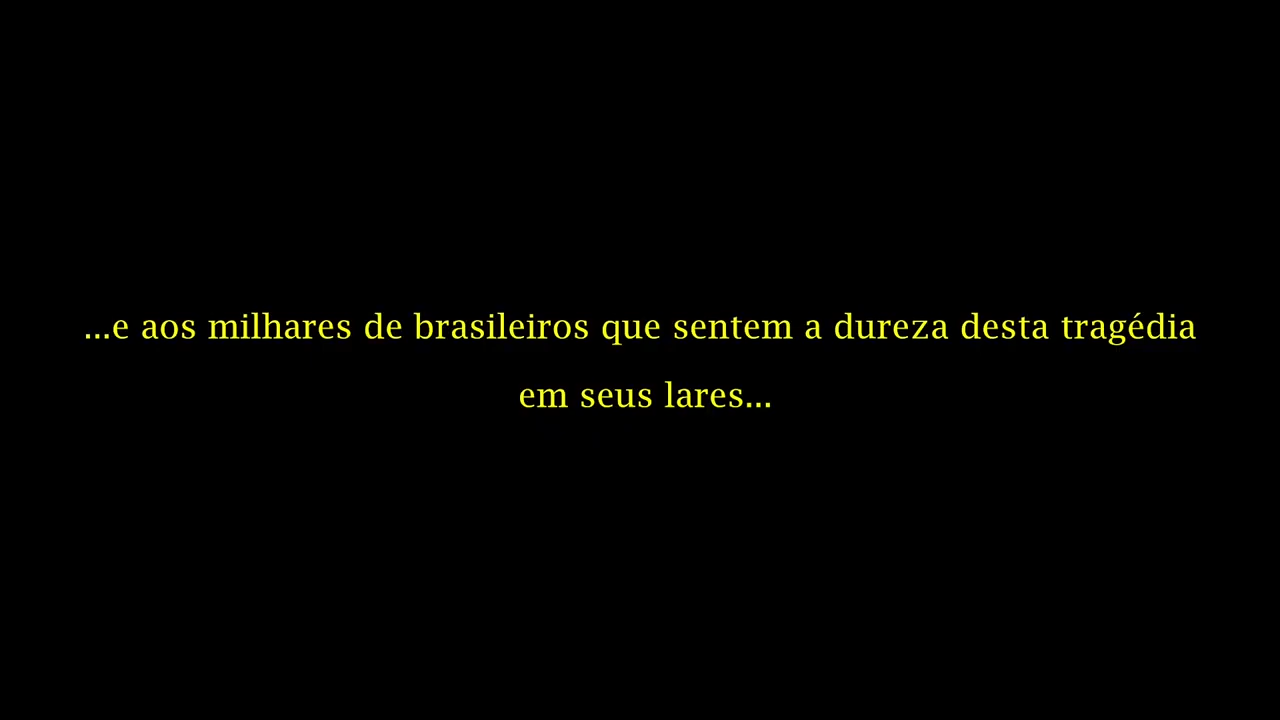 ...e aos milhares de brasileiros que sentem a dureza desta tragédia
em seus lares...